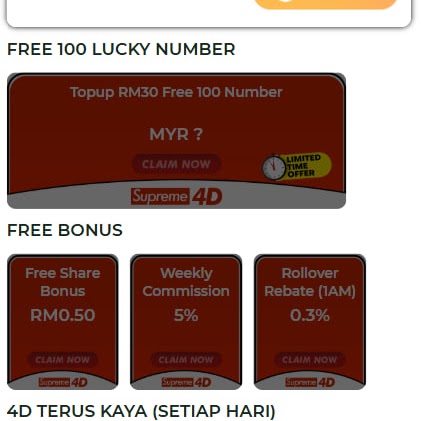 FREE 100 LUCKY NUMBER
Topup RM30 Free 100 Number
MYR ?
CLAIM NOW
LIMITED
TIME
OFFER
Supreme 4D
FREE BONUS
Free Share
Bonus
RM0.50
CLAIM NOW
Supreme 4D
Weekly
Commission
5%
CLAIM NOW
Supreme 4D
Rollover
Rebate (1AM)
0.3%
CLAIM NOW
Supreme 4D
4D TERUS KAYA (SETIAP HARI)